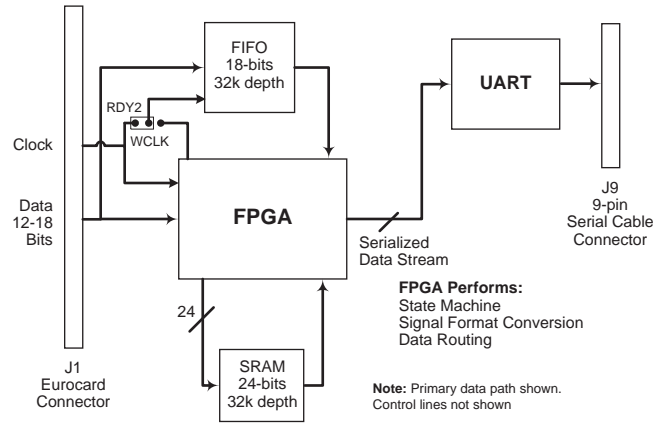 FIFO
18-bits
32k depth
UART
RDY2
WCLK
Clock
Data
12-18
Bits
FPGA
Serialized
Data Stream
J9
9-pin
Serial Cable
Connector
FPGA Performs:
State Machine
Signal Format Conversion
Data Routing
24
SRAM
24-bits
32k depth
J1
Eurocard
Connector
Note: Primary data path shown.
Control lines not shown